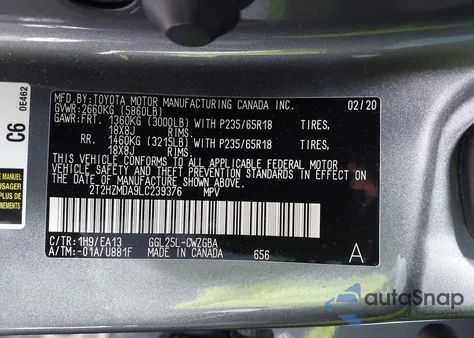 MFD.BY:TOYOTA MOTOR MANUFACTURING CANADA INC. 02/20
GVWR:2660KG (5860LB)
GAWR:FRT. 1360KG (3000LB) WITH P235/65R18 TIRES,
18X8J RIMS.
RR. 1460KG (3215LB) WITH P235/65R18 TIRES,
18X8J RIMS.
THIS VEHICLE CONFORMS TO ALL APPLICABLE FEDERAL MOTOR
VEHICLE SAFETY, BUMPER, AND THEFT PREVENTION STANDARDS IN
EFFECT ON THE DATE OF MANUFACTURE SHOWN ABOVE.
2T2HZMDA9LC239376 MPV
C/TR: 1H9/EA13 GGL25L-CWZGBA
A/TM:-01A/UB81F MADE IN CANADA 656 A
C6
0E462
autoSnap